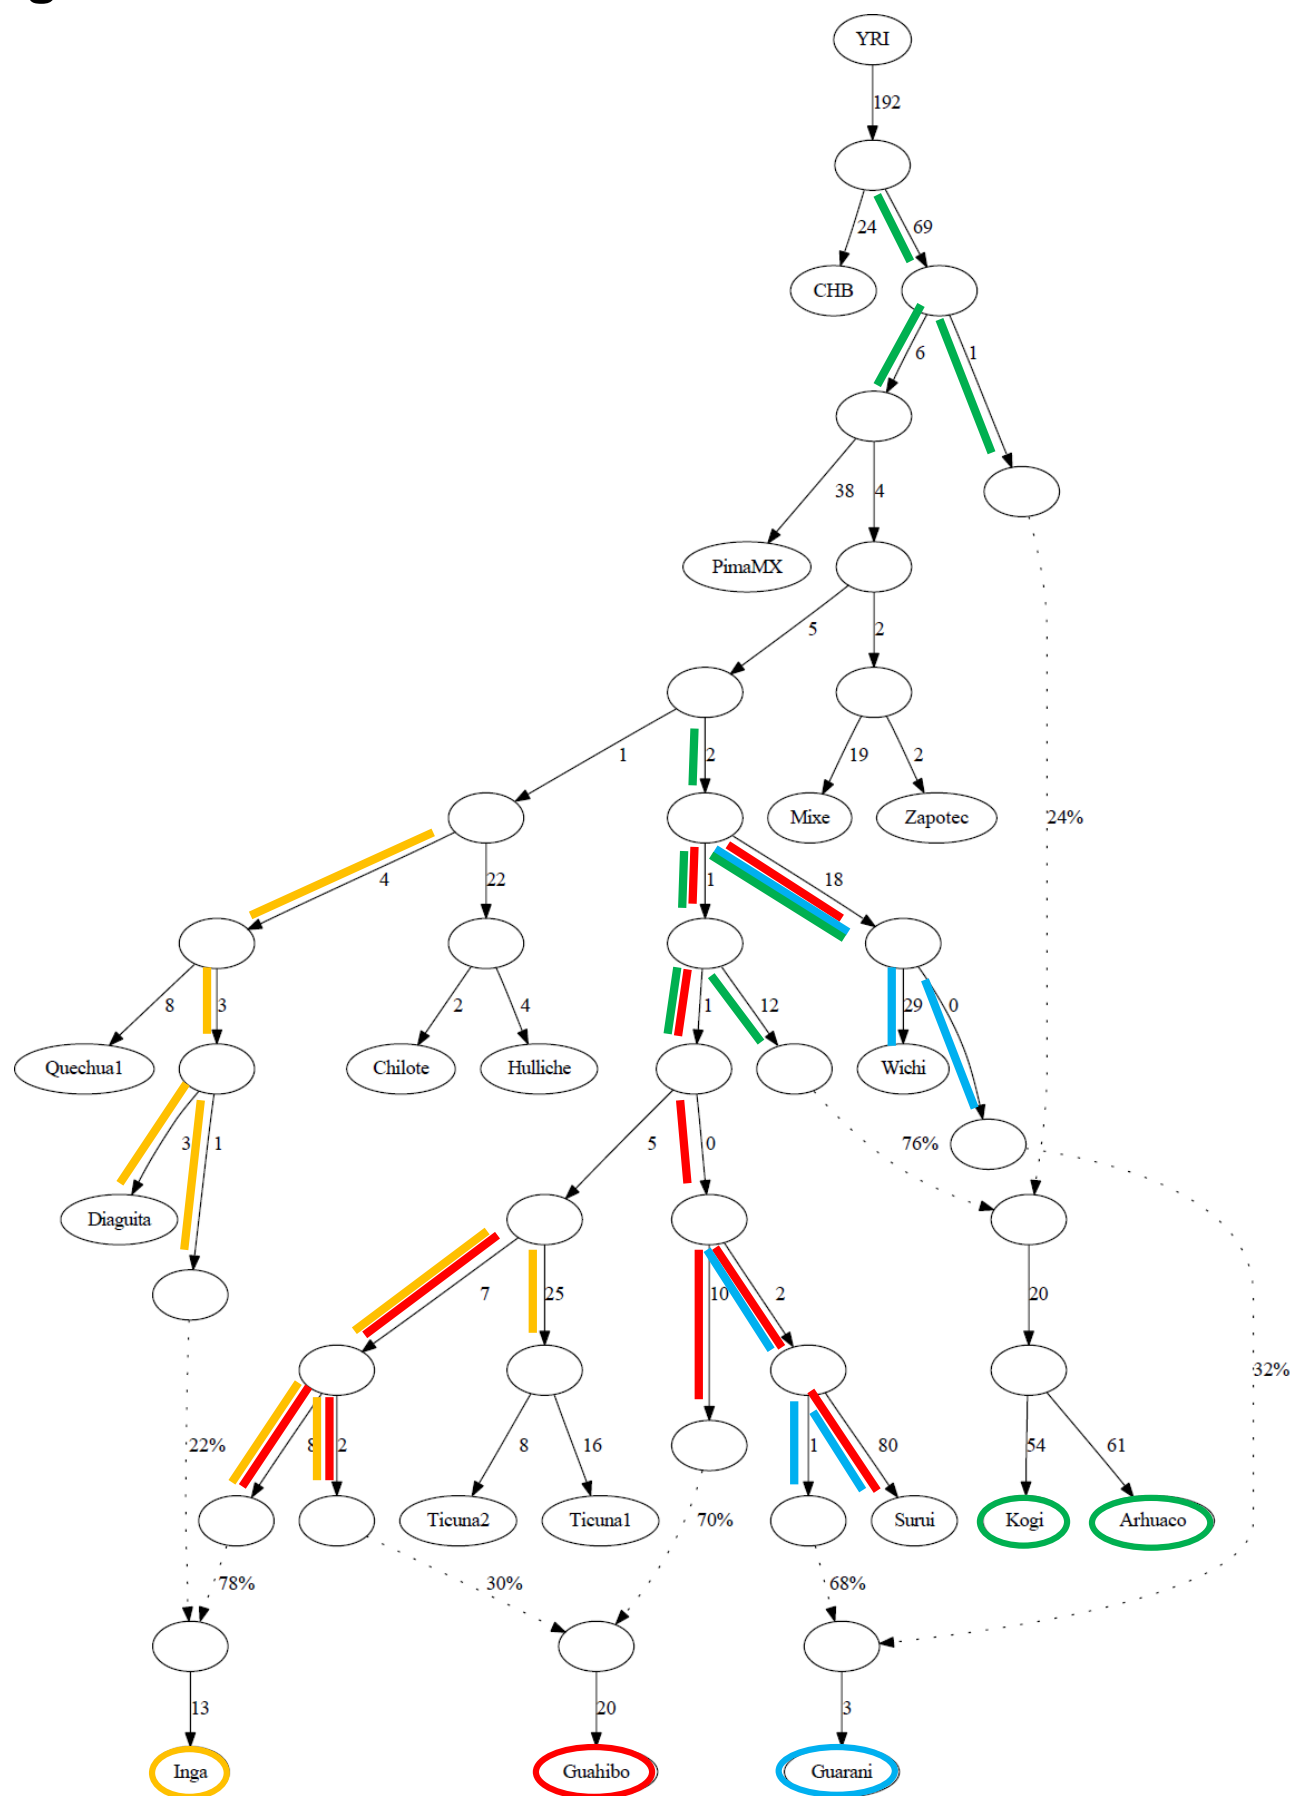 YRI
192
24 69
CHB
6 1
38 4
PimaMX
5 2
1 2 19 2
Mixe Zapotec
24%
4 22 1 18
8 3 2 4 1 12 29 0
Quechua1 Chilote Hulliche Wichi
3 1 5 0 76%
Diaguita
7 25 10 2 20
32%
22% 8 2 8 16 1 80 54 61
Ticuna2 Ticuna1 70% Surui Kogi Arhuaco
78% 30% 68%
13 20 3
Inga Guahibo Guarani